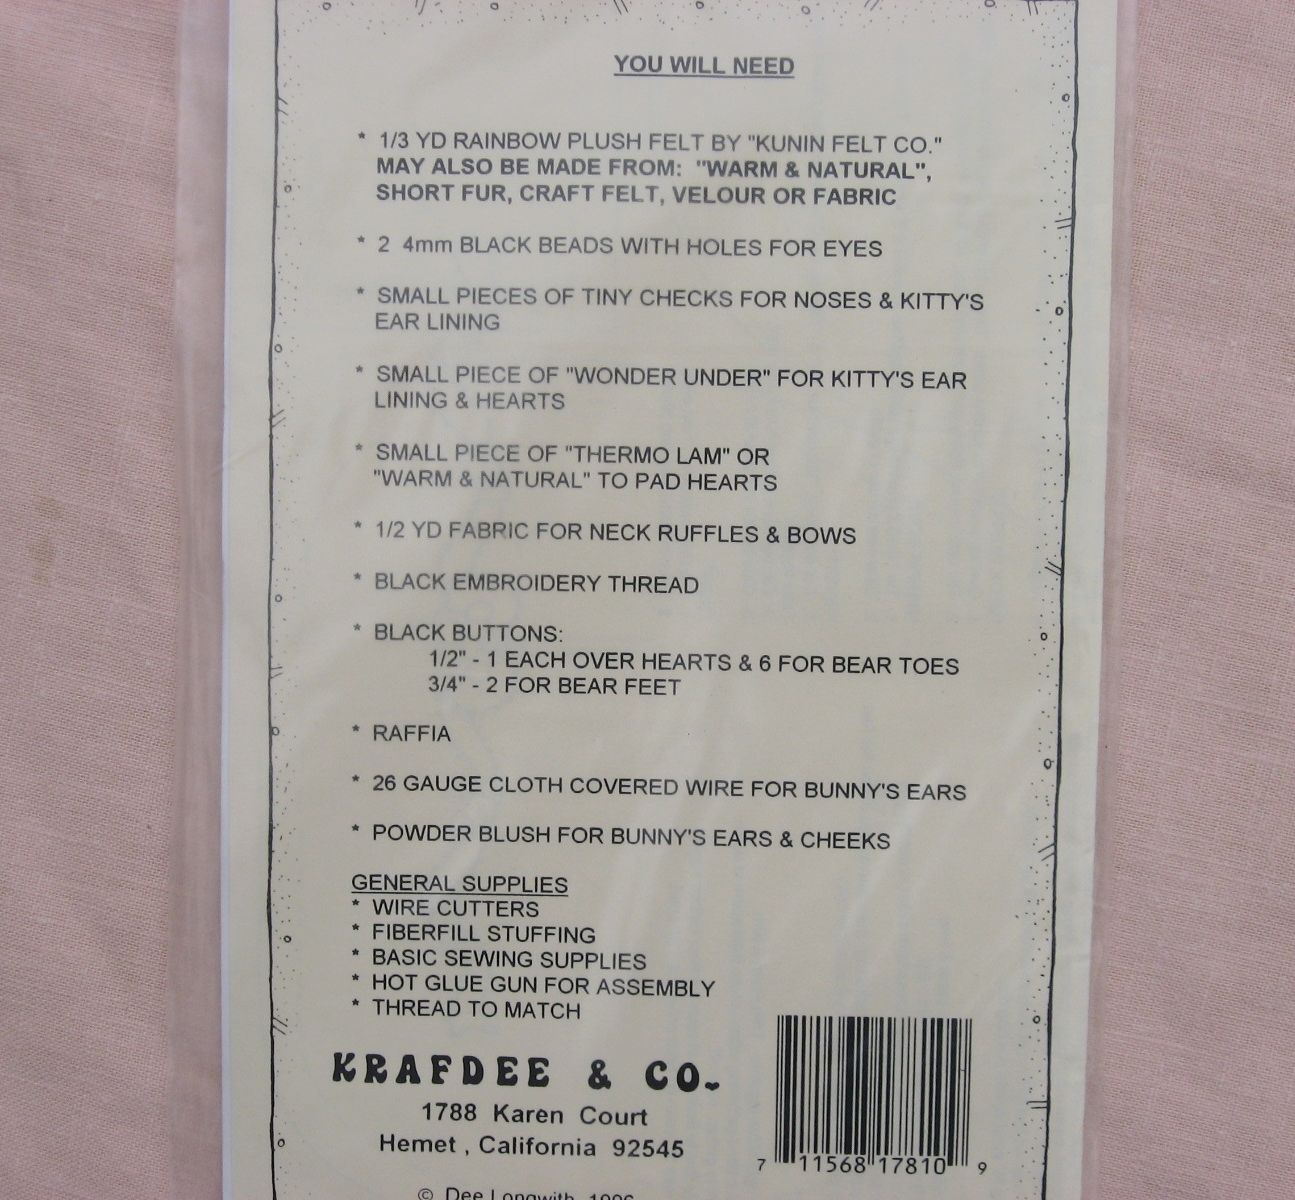 YOU WILL NEED
* 1/3 YD RAINBOW PLUSH FELT BY "KUNIN FELT CO."
MAY ALSO BE MADE FROM: "WARM & NATURAL",
SHORT FUR, CRAFT FELT, VELOUR OR FABRIC
* 2 4mm BLACK BEADS WITH HOLES FOR EYES
* SMALL PIECES OF TINY CHECKS FOR NOSES & KITTY'S
EAR LINING
* SMALL PIECE OF "WONDER UNDER" FOR KITTY'S EAR
LINING & HEARTS
* SMALL PIECE OF "THERMO LAM" OR
"WARM & NATURAL" TO PAD HEARTS
* 1/2 YD FABRIC FOR NECK RUFFLES & BOWS
* BLACK EMBROIDERY THREAD
* BLACK BUTTONS:
1/2" - 1 EACH OVER HEARTS & 6 FOR BEAR TOES
3/4" - 2 FOR BEAR FEET
* RAFFIA
* 26 GAUGE CLOTH COVERED WIRE FOR BUNNY'S EARS
* POWDER BLUSH FOR BUNNY'S EARS & CHEEKS
GENERAL SUPPLIES
* WIRE CUTTERS
* FIBERFILL STUFFING
* BASIC SEWING SUPPLIES
* HOT GLUE GUN FOR ASSEMBLY
* THREAD TO MATCH
KRAFDEE & CO.
1788 Karen Court
Hemet , California 92545
7 11568 17810 9
© Dee Longwith